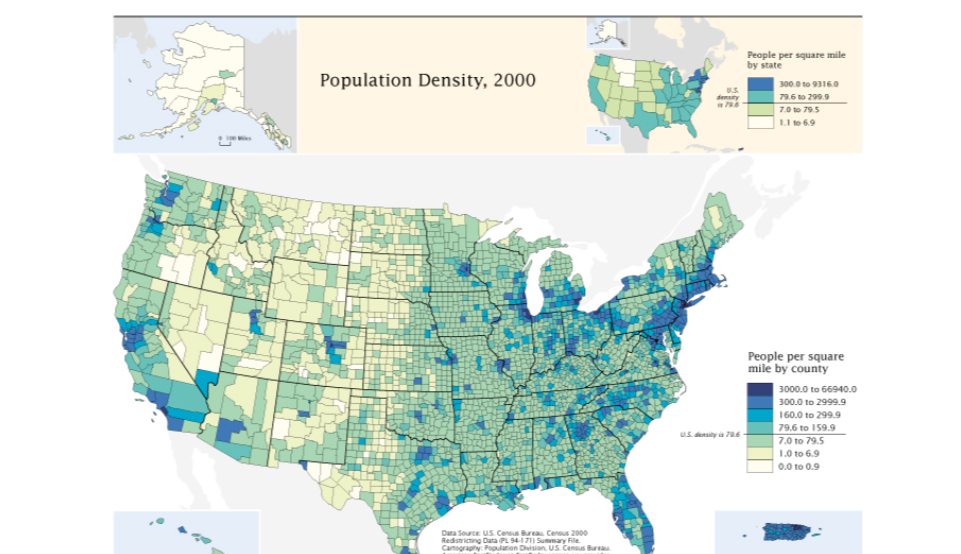 Population Density, 2000
0 100 Miles
People per square mile
by state
U.S.
density
is 79.6
300.0 to 9316.0
79.6 to 299.9
7.0 to 79.5
1.1 to 6.9
People per square
mile by county
3000.0 to 66940.0
300.0 to 2999.9
160.0 to 299.9
79.6 to 159.9
U.S. density is 79.6
7.0 to 79.5
1.0 to 6.9
0.0 to 0.9
Data Source: U.S. Census Bureau, Census 2000
Redistricting Data (PL 94-171) Summary File.
Cartography: Population Division, U.S. Census Bureau.